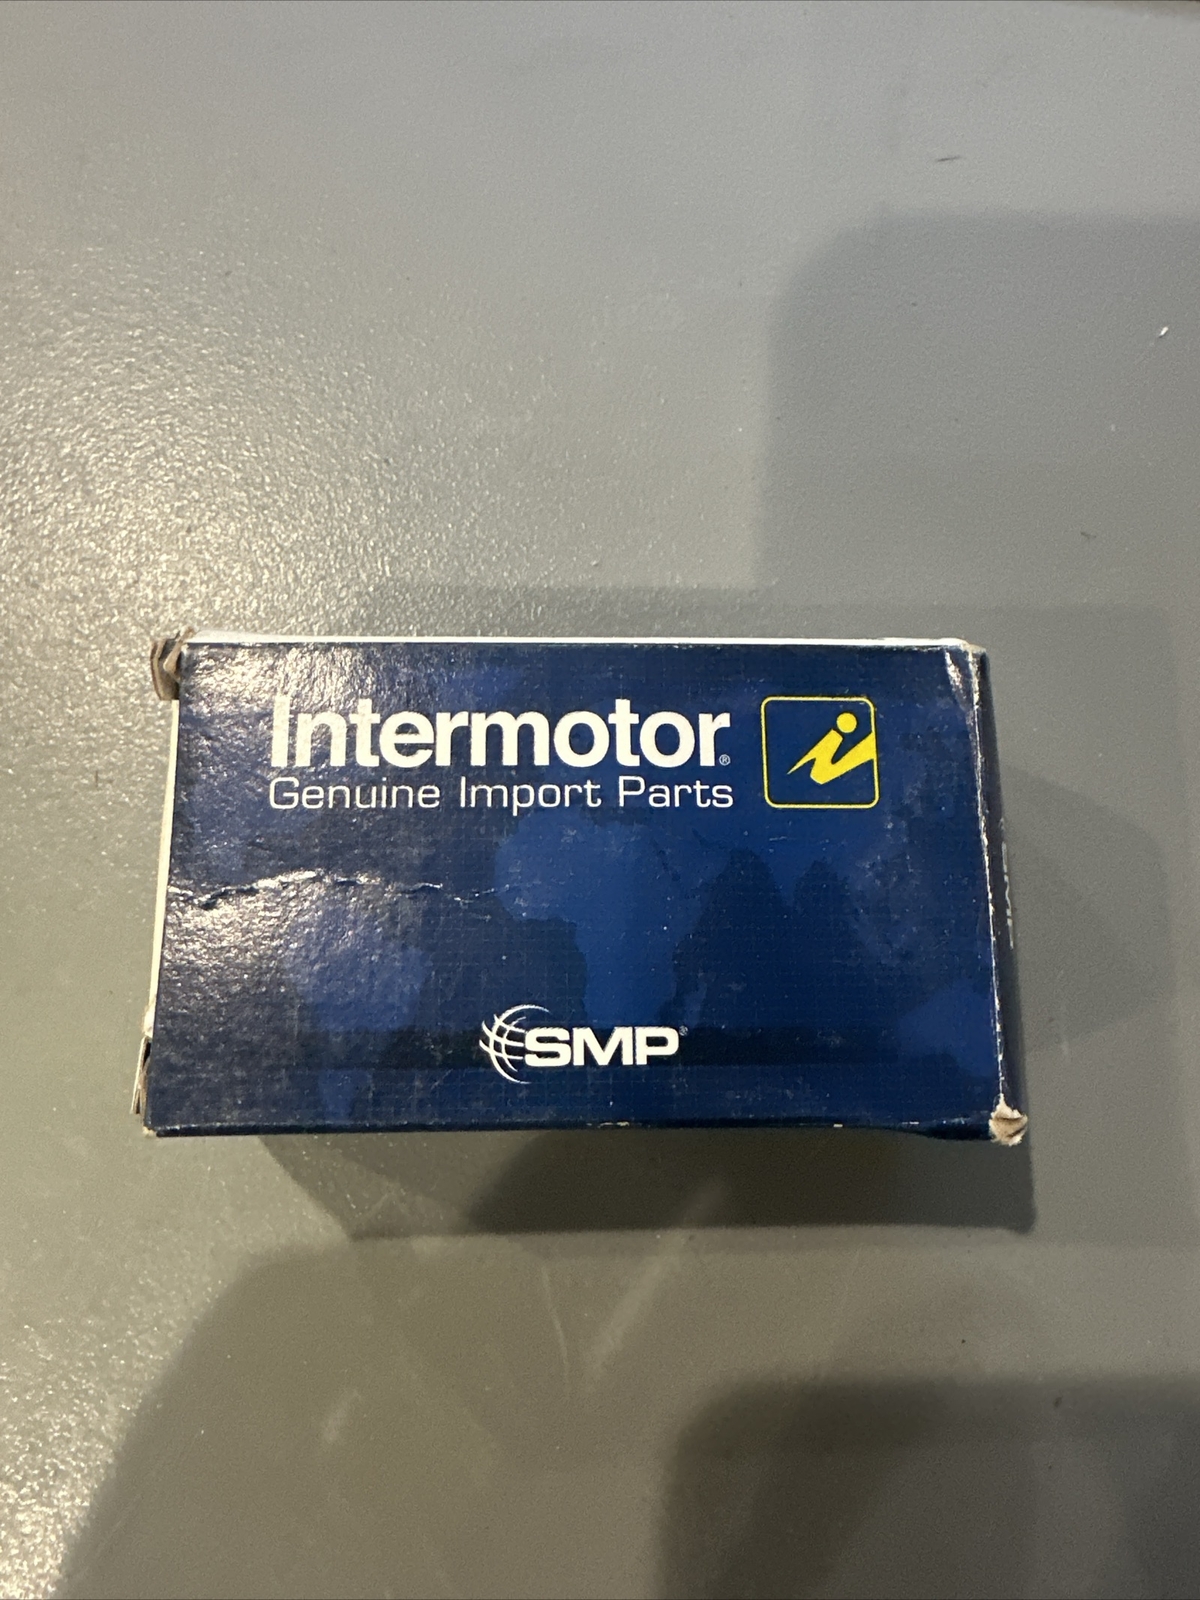 Intermotor®
Genuine Import Parts
SMP®